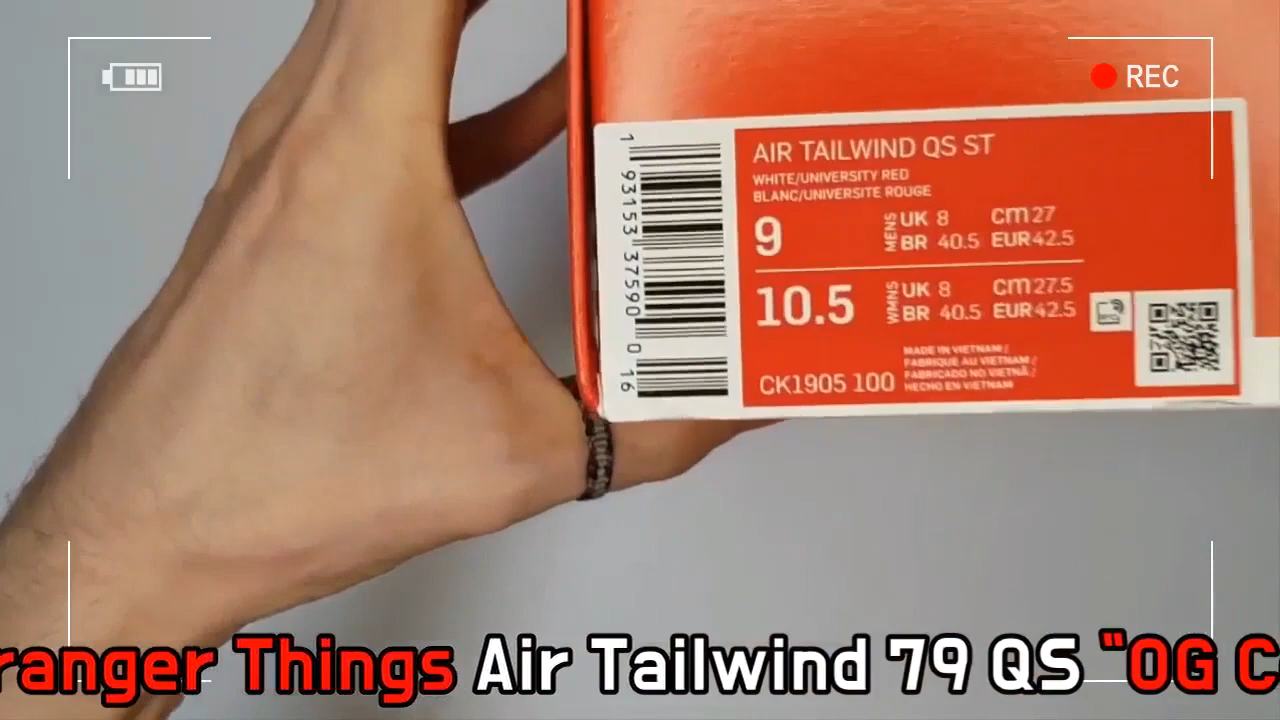 REC
AIR TAILWIND QS ST
WHITE/UNIVERSITY RED
BLANC/UNIVERSITE ROUGE
9 MENS UK 8 cm 27
BR 40.5 EUR 42.5
10.5 WMNS UK 8 cm 27.5
BR 40.5 EUR 42.5
MADE IN VIETNAM /
FABRIQUE AU VIETNAM /
FABRICADO NO VIETNÃ /
HECHO EN VIETNAM
CK1905 100
1 93153 37590 0 16
ranger Things Air Tailwind 79 QS "OG C